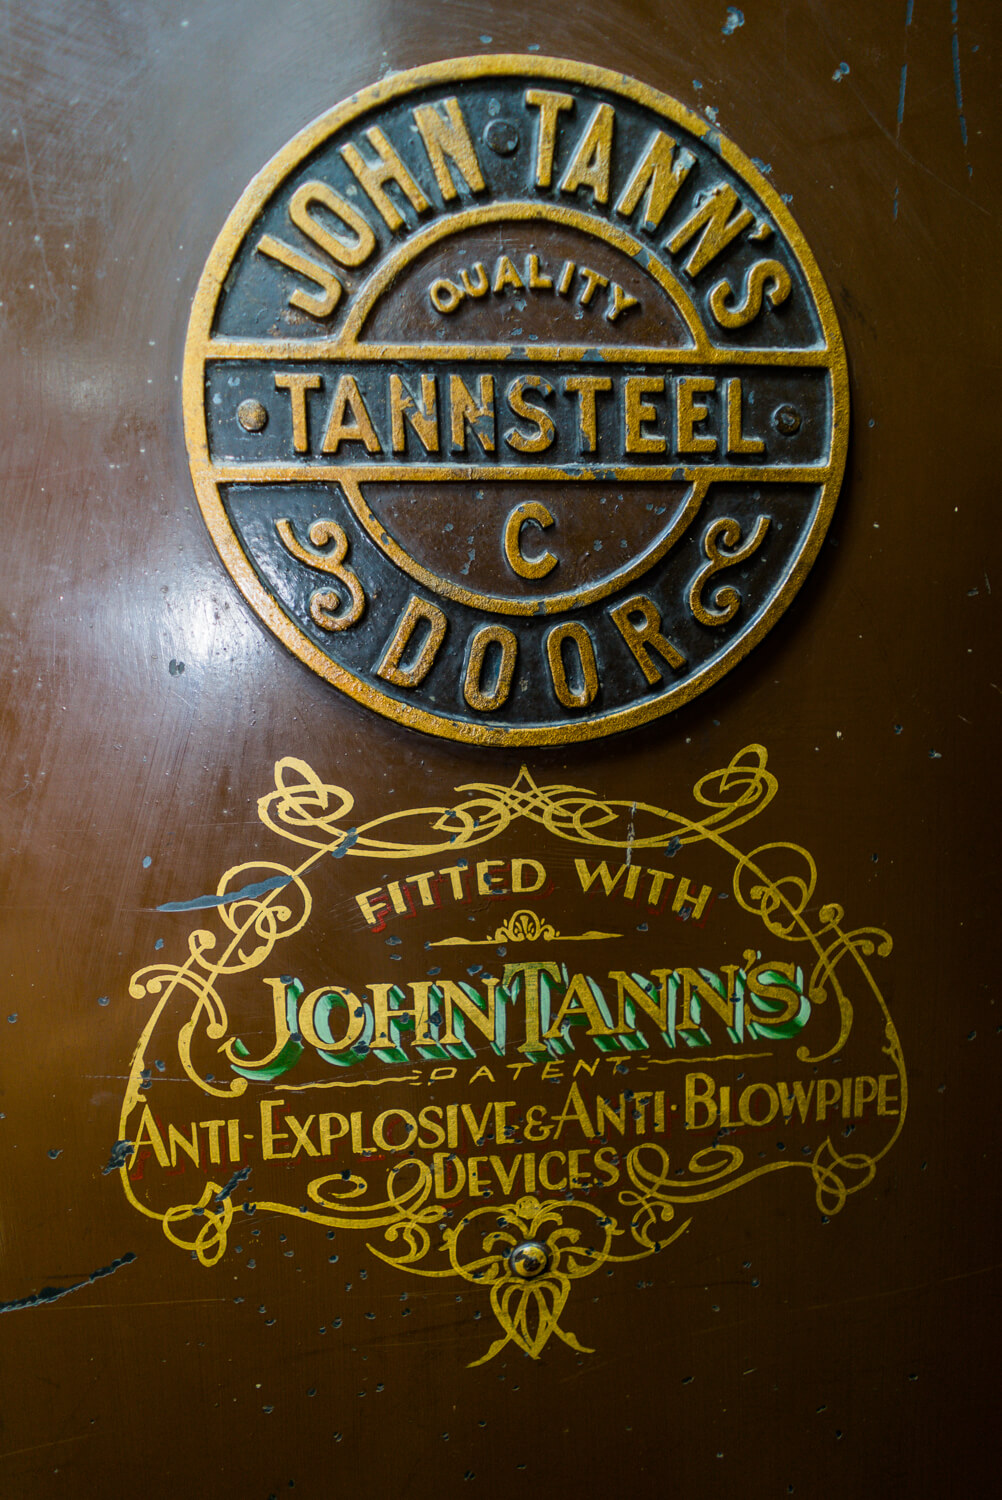 JOHN TANN'S
QUALITY
TANNSTEEL
C
DOOR
FITTED WITH
JOHN TANN'S
PATENT
ANTI-EXPLOSIVE & ANTI-BLOWPIPE
DEVICES